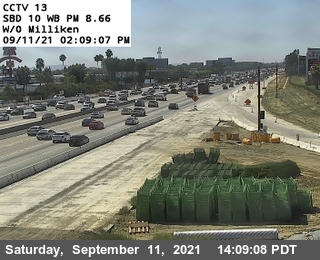 CCTV 13
SBD 10 WB PM 8.66
W/O Milliken
09/11/21 02:09:07 PM
Saturday, September 11, 2021 14:09:08 PDT